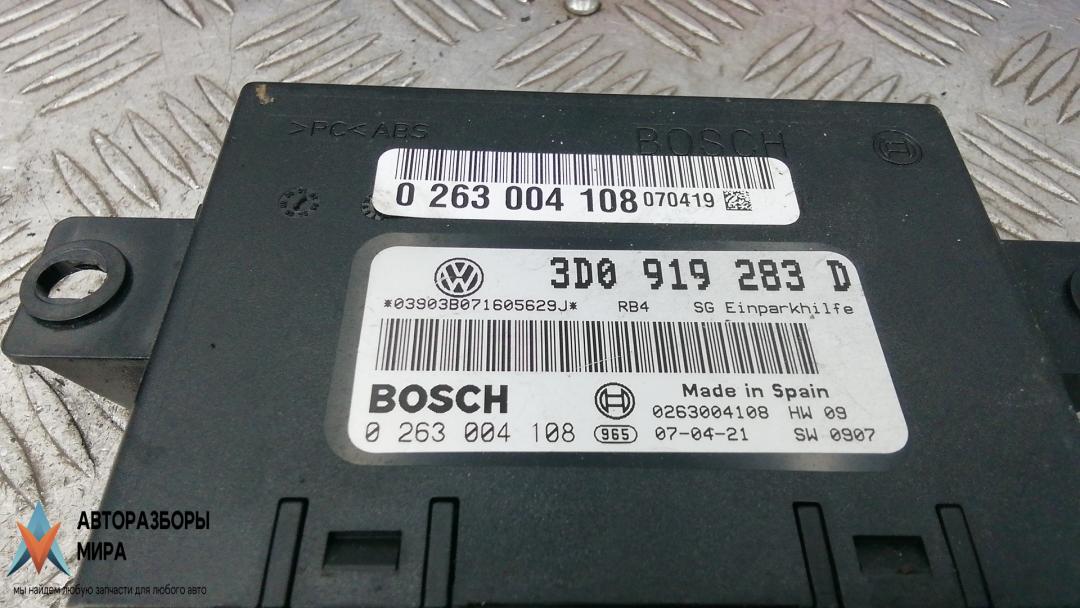 >PC<ABS
BOSCH
0 263 004 108 070419
3D0 919 283 D
*03903B071605629J* RB4 SG Einparkhilfe
BOSCH
Made in Spain
0263004108 HW 09
0 263 004 108 965 07-04-21 SW 0907
АВТОРАЗБОРЫ
МИРА
мы найдем любую запчасти для любого авто